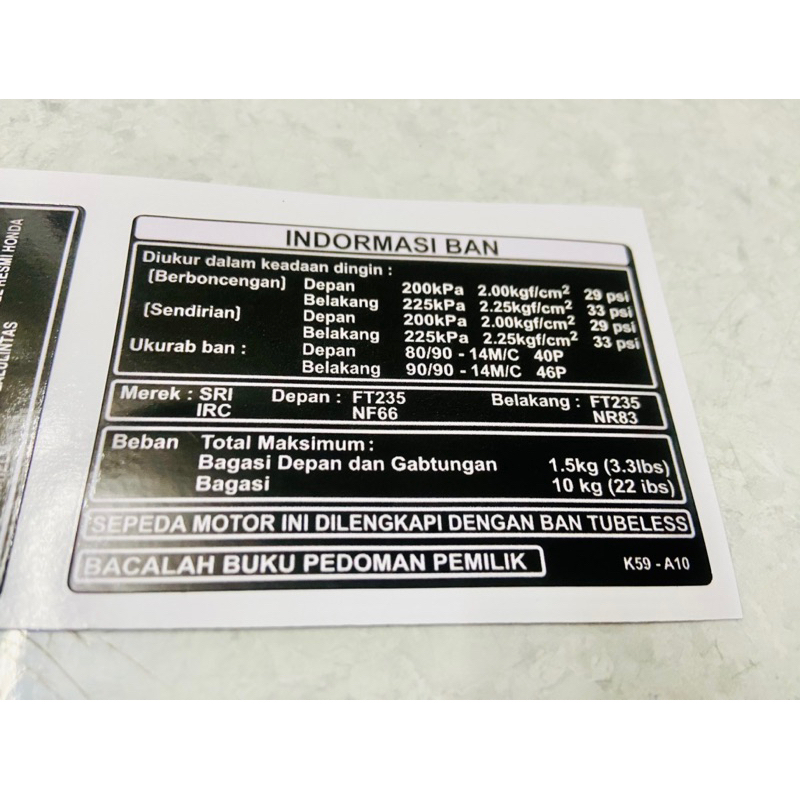 RESMI HONDA
INDORMASI BAN
Diukur dalam keadaan dingin :
[Berboncengan] Depan 200kPa 2.00kgf/cm² 29 psi
Belakang 225kPa 2.25kgf/cm² 33 psi
[Sendirian] Depan 200kPa 2.00kgf/cm² 29 psi
Belakang 225kPa 2.25kgf/cm² 33 psi
Ukurab ban : Depan 80/90 - 14M/C 40P
Belakang 90/90 - 14M/C 46P
Merek : SRI Depan : FT235 Belakang : FT235
IRC NF66 NR83
Beban Total Maksimum :
Bagasi Depan dan Gabtungan 1.5kg (3.3lbs)
Bagasi 10 kg (22 ibs)
SEPEDA MOTOR INI DILENGKAPI DENGAN BAN TUBELESS
BACALAH BUKU PEDOMAN PEMILIK K59 - A10